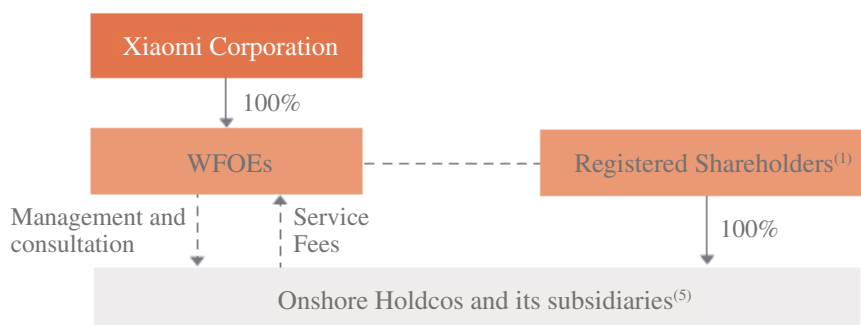 Xiaomi Corporation
100%
WFOEs
Registered Shareholders(1)
Management and
consultation
Service
Fees
100%
Onshore Holdcos and its subsidiaries(5)